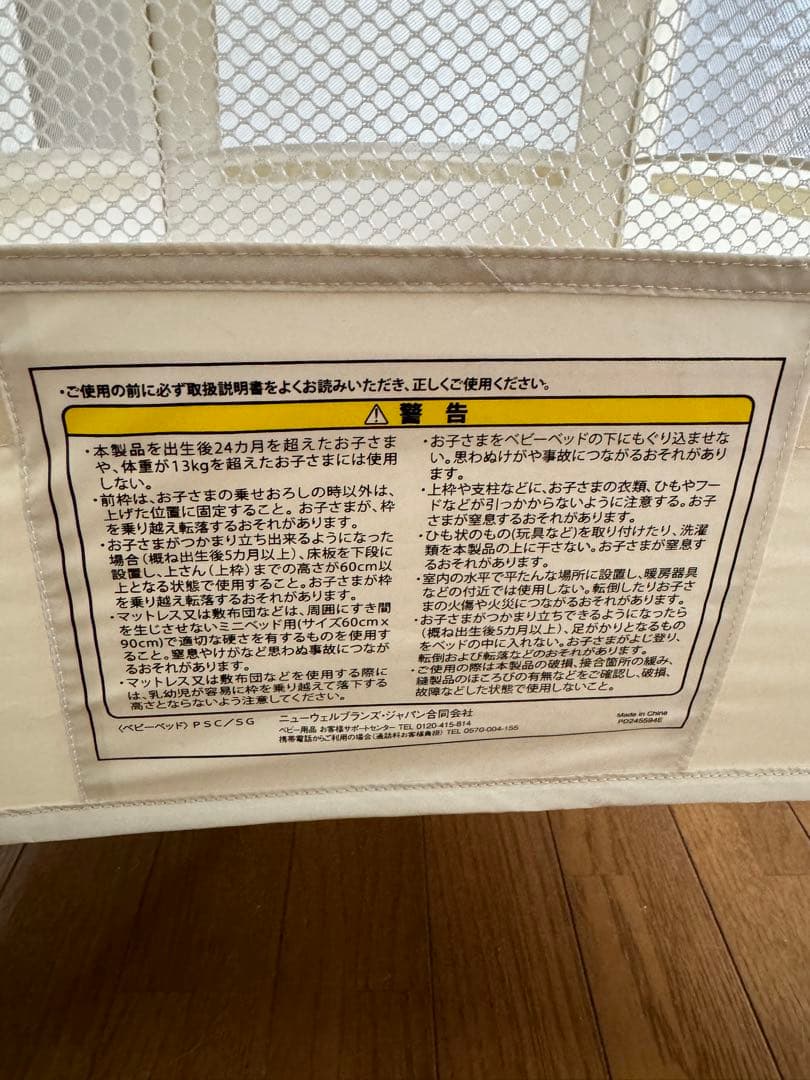 ・ご使用の前に必ず取扱説明書をよくお読みいただき、正しくご使用ください。
⚠ 警告
・本製品を出生後24カ月を超えたお子さま
や、体重が13kgを超えたお子さまには使用
しない。
・前枠は、お子さまの乗せおろしの時以外は、
上げた位置に固定すること。お子さまが、枠
を乗り越え転落するおそれがあります。
・お子さまがつかまり立ち出来るようになった
場合(概ね出生後5カ月以上)、床板を下段に
設置し、上さん(上枠)までの高さが60cm以
上となる状態で使用すること。お子さまが枠
を乗り越え転落するおそれがあります。
・マットレス又は敷布団などは、周囲にすき間
を生じさせないミニベッド用(サイズ60cm×
90cm)で適切な硬さを有するものを使用す
ること。窒息やけがなど思わぬ事故につなが
るおそれがあります。
・マットレス又は敷布団などを使用する際に
は、乳幼児が容易に枠を乗り越えて落下する
高さとならないよう注意してください。
・お子さまをベビーベッドの下にもぐり込ませな
い。思わぬけがや事故につながるおそれがあり
ます。
・上枠や支柱などに、お子さまの衣類、ひもやフー
ドなどが引っかからないように注意する。お子
さまが窒息するおそれがあります。
・ひも状のもの(玩具など)を取り付けたり、洗濯
類を本製品の上に干さない。お子さまが窒息す
るおそれがあります。
・室内の水平で平たんな場所に設置し、暖房器具
などの付近では使用しない。転倒したりお子さ
まの火傷や火災につながるおそれがあります。
・お子さまがつかまり立ちできるようになったら
(概ね出生後5カ月以上)、足がかりとなるもの
をベッドの中に入れない。お子さまがよじ登り、
転倒および転落などのおそれがあります。
・ご使用の際は本製品の破損、接合箇所の緩み、
縫製品のほころびの有無などをご確認し、破損、
故障などした状態で使用しないこと。
〈ベビーベッド〉PSC/SG
ニューウェルブランズ・ジャパン合同会社
ベビー用品 お客様サポートセンター TEL 0120-415-814
携帯電話からご利用の場合(通話料お客様負担) TEL 0570-004-155
Made in China
PD245594E